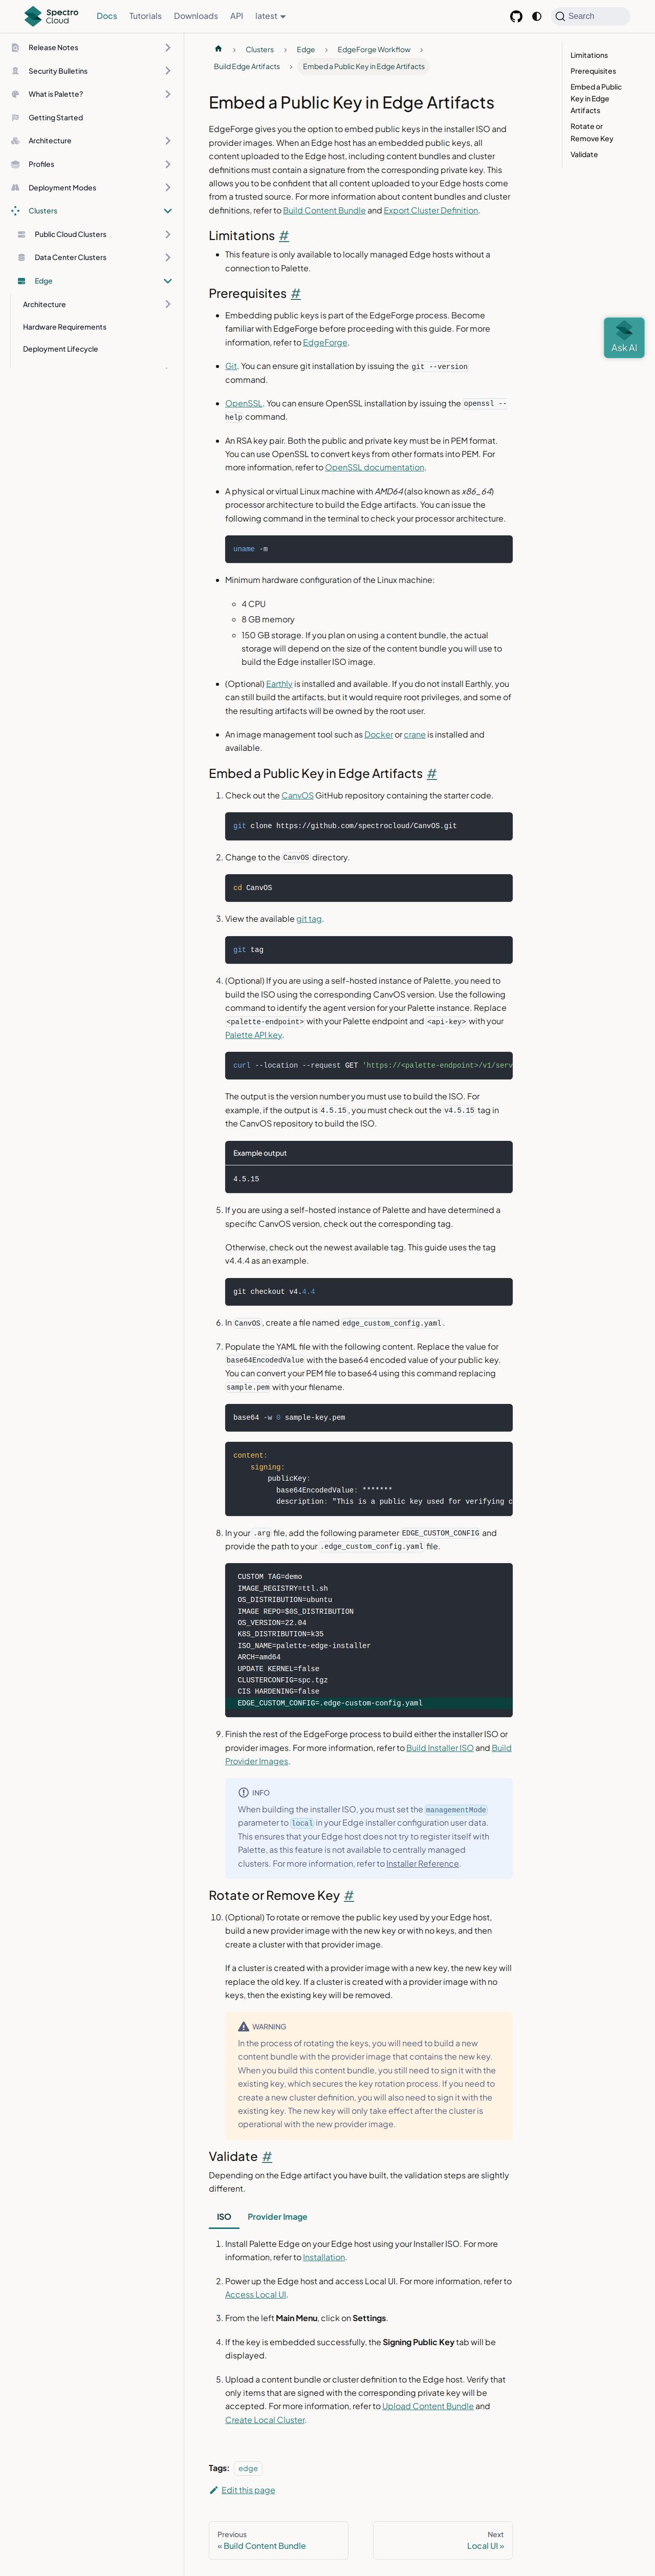 Spectro
Cloud
Docs
Tutorials
Downloads
API
latest
Search
Release Notes
Security Bulletins
What is Palette?
Getting Started
Architecture
Profiles
Deployment Modes
Clusters
Public Cloud Clusters
Data Center Clusters
Edge
Architecture
Hardware Requirements
Deployment Lifecycle
Clusters
Edge
EdgeForge Workflow
Build Edge Artifacts
Embed a Public Key in Edge Artifacts
Limitations
Prerequisites
Embed a Public
Key in Edge
Artifacts
Rotate or
Remove Key
Validate
Ask AI
Embed a Public Key in Edge Artifacts
EdgeForge gives you the option to embed public keys in the installer ISO and
provider images. When an Edge host has an embedded public keys, all
content uploaded to the Edge host, including content bundles and cluster
definitions must contain a signature from the corresponding private key. This
allows you to be confident that all content uploaded to your Edge hosts come
from a trusted source. For more information about content bundles and cluster
definitions, refer to Build Content Bundle and Export Cluster Definition.
Limitations #
• This feature is only available to locally managed Edge hosts without a
connection to Palette.
Prerequisites #
• Embedding public keys is part of the EdgeForge process. Become
familiar with EdgeForge before proceeding with this guide. For more
information, refer to EdgeForge.
• Git. You can ensure git installation by issuing the git --version
command.
• OpenSSL. You can ensure OpenSSL installation by issuing the openssl --
help command.
• An RSA key pair. Both the public and private key must be in PEM format.
You can use OpenSSL to convert keys from other formats into PEM. For
more information, refer to OpenSSL documentation.
• A physical or virtual Linux machine with AMD64 (also known as x86_64)
processor architecture to build the Edge artifacts. You can issue the
following command in the terminal to check your processor architecture.
uname -m
• Minimum hardware configuration of the Linux machine:
◦ 4 CPU
◦ 8 GB memory
◦ 150 GB storage. If you plan on using a content bundle, the actual
storage will depend on the size of the content bundle you will use to
build the Edge installer ISO image.
• (Optional) Earthly is installed and available. If you do not install Earthly, you
can still build the artifacts, but it would require root privileges, and some of
the resulting artifacts will be owned by the root user.
• An image management tool such as Docker or crane is installed and
available.
Embed a Public Key in Edge Artifacts #
1. Check out the CanvOS GitHub repository containing the starter code.
git clone https://github.com/spectrocloud/CanvOS.git
2. Change to the CanvOS directory.
cd CanvOS
3. View the available git tag.
git tag
4. (Optional) If you are using a self-hosted instance of Palette, you need to
build the ISO using the corresponding CanvOS version. Use the following
command to identify the agent version for your Palette instance. Replace
<palette-endpoint> with your Palette endpoint and <api-key> with your
Palette API key.
curl --location --request GET 'https://<palette-endpoint>/v1/serv
The output is the version number you must use to build the ISO. For
example, if the output is 4.5.15, you must check out the v4.5.15 tag in
the CanvOS repository to build the ISO.
Example output
4.5.15
5. If you are using a self-hosted instance of Palette and have determined a
specific CanvOS version, check out the corresponding tag.
Otherwise, check out the newest available tag. This guide uses the tag
v4.4.4 as an example.
git checkout v4.4.4
6. In CanvOS, create a file named edge_custom_config.yaml.
7. Populate the YAML file with the following content. Replace the value for
base64EncodedValue with the base64 encoded value of your public key.
You can convert your PEM file to base64 using this command replacing
sample.pem with your filename.
base64 -w 0 sample-key.pem
content:
signing:
publicKey:
base64EncodedValue: *******
description: "This is a public key used for verifying c
8. In your .arg file, add the following parameter EDGE_CUSTOM_CONFIG and
provide the path to your .edge_custom_config.yaml file.
CUSTOM TAG=demo
IMAGE_REGISTRY=ttl.sh
OS_DISTRIBUTION=ubuntu
IMAGE REPO=$0S_DISTRIBUTION
OS_VERSION=22.04
K8S_DISTRIBUTION=k35
ISO_NAME=palette-edge-installer
ARCH=amd64
UPDATE KERNEL=false
CLUSTERCONFIG=spc.tgz
CIS HARDENING=false
EDGE_CUSTOM_CONFIG=.edge-custom-config.yaml
9. Finish the rest of the EdgeForge process to build either the installer ISO or
provider images. For more information, refer to Build Installer ISO and Build
Provider Images.
INFO
When building the installer ISO, you must set the managementMode
parameter to local in your Edge installer configuration user data.
This ensures that your Edge host does not try to register itself with
Palette, as this feature is not available to centrally managed
clusters. For more information, refer to Installer Reference.
Rotate or Remove Key #
10. (Optional) To rotate or remove the public key used by your Edge host,
build a new provider image with the new key or with no keys, and then
create a cluster with that provider image.
If a cluster is created with a provider image with a new key, the new key will
replace the old key. If a cluster is created with a provider image with no
keys, then the existing key will be removed.
WARNING
In the process of rotating the keys, you will need to build a new
content bundle with the provider image that contains the new key.
When you build this content bundle, you still need to sign it with the
existing key, which secures the key rotation process. If you need to
create a new cluster definition, you will also need to sign it with the
existing key. The new key will only take effect after the cluster is
operational with the new provider image.
Validate #
Depending on the Edge artifact you have built, the validation steps are slightly
different.
ISO
Provider Image
1. Install Palette Edge on your Edge host using your Installer ISO. For more
information, refer to Installation.
2. Power up the Edge host and access Local UI. For more information, refer to
Access Local UI.
3. From the left Main Menu, click on Settings.
4. If the key is embedded successfully, the Signing Public Key tab will be
displayed.
5. Upload a content bundle or cluster definition to the Edge host. Verify that
only items that are signed with the corresponding private key will be
accepted. For more information, refer to Upload Content Bundle and
Create Local Cluster.
Tags: edge
Edit this page
Previous
« Build Content Bundle
Next
Local UI »